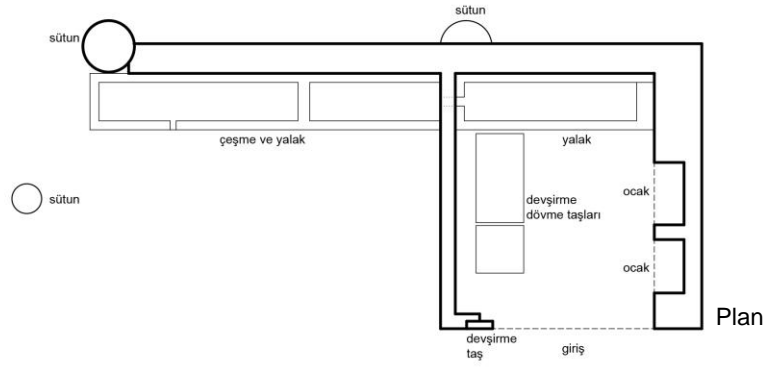 sütun
sütun
çeşme ve yalak
yalak
sütun
devşirme
dövme taşları
ocak
ocak
Plan
devşirme
taş
giriş